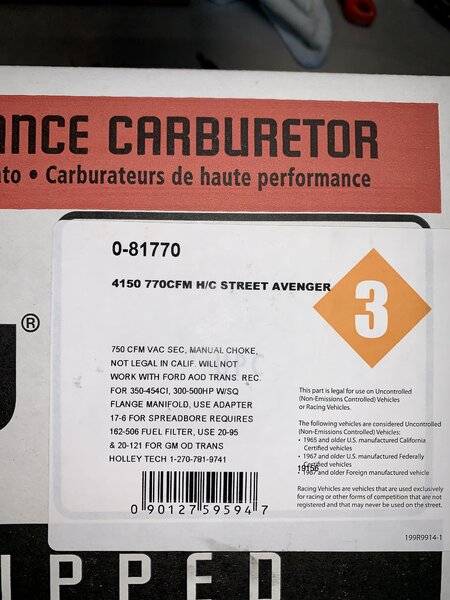 NCE CARBURETOR
to • Carburateurs de haute performance
0-81770
4150 770CFM H/C STREET AVENGER
3
®
750 CFM VAC SEC, MANUAL CHOKE,
NOT LEGAL IN CALIF. WILL NOT
WORK WITH FORD AOD TRANS. REC.
FOR 350-454CI, 300-500HP W/SQ
FLANGE MANIFOLD, USE ADAPTER
17-6 FOR SPREADBORE REQUIRES
162-506 FUEL FILTER, USE 20-95
& 20-121 FOR GM OD TRANS
HOLLEY TECH 1-270-781-9741
0 90127 59594 7
This part is legal for use on Uncontrolled
(Non-Emissions Controlled) Vehicles
or Racing Vehicles.
The following vehicles are considered Uncontrolled
(Non-Emissions Controlled) Vehicles:
• 1965 and older U.S. manufactured California
Certified vehicles
• 1967 and older U.S. manufactured Federally
Certified vehicles
• 1967 and older Foreign manufactured vehicle
Racing Vehicles are vehicles that are used exclusively
for racing or other forms of competition that are not
registered and that may never be used on the street.
199R9914-1
IPPED